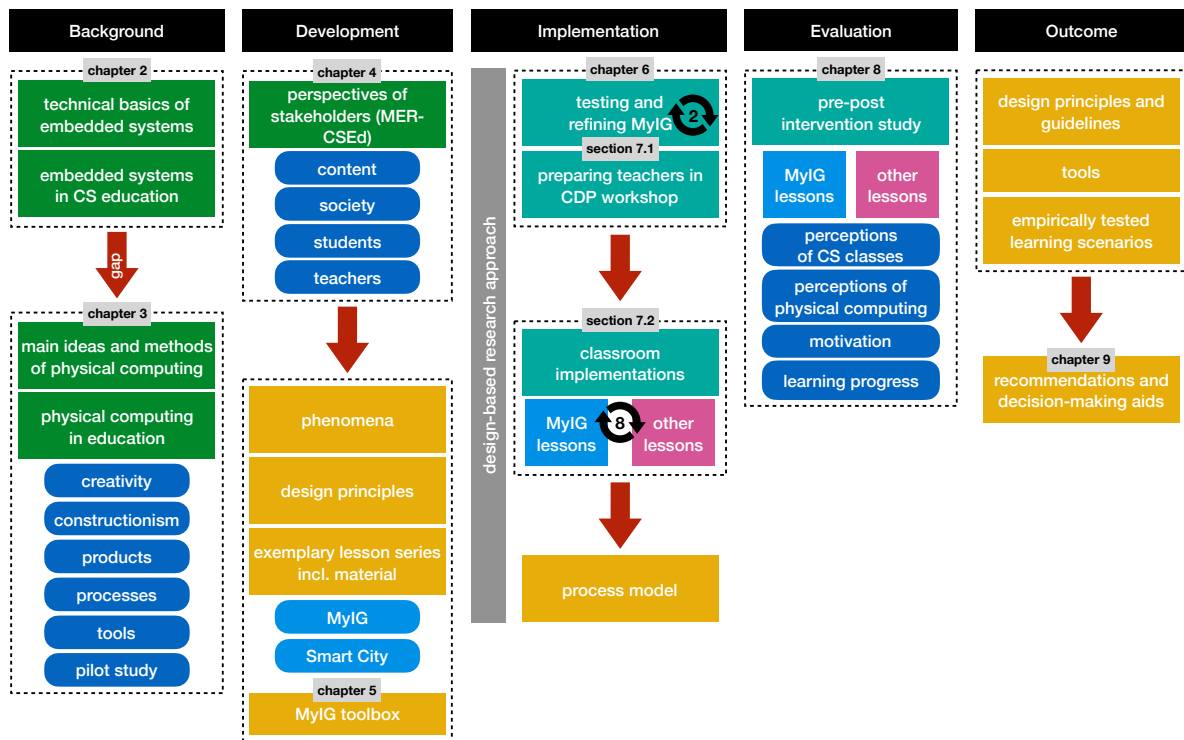 Background
chapter 2
technical basics of
embedded systems
embedded systems
in CS education
gap
chapter 3
main ideas and methods
of physical computing
physical computing
in education
creativity
constructionism
products
processes
tools
pilot study
Development
chapter 4
perspectives of
stakeholders (MER-
CSEd)
content
society
students
teachers
phenomena
design principles
exemplary lesson series
incl. material
MyIG
Smart City
chapter 5
MyIG toolbox
Implementation
design-based research approach
chapter 6
testing and
refining MyIG
2
section 7.1
preparing teachers in
CDP workshop
section 7.2
classroom
implementations
MyIG
lessons
8
other
lessons
process model
Evaluation
chapter 8
pre-post
intervention study
MyIG
lessons
other
lessons
perceptions
of CS classes
perceptions of
physical computing
motivation
learning progress
Outcome
design principles and
guidelines
tools
empirically tested
learning scenarios
chapter 9
recommendations and
decision-making aids